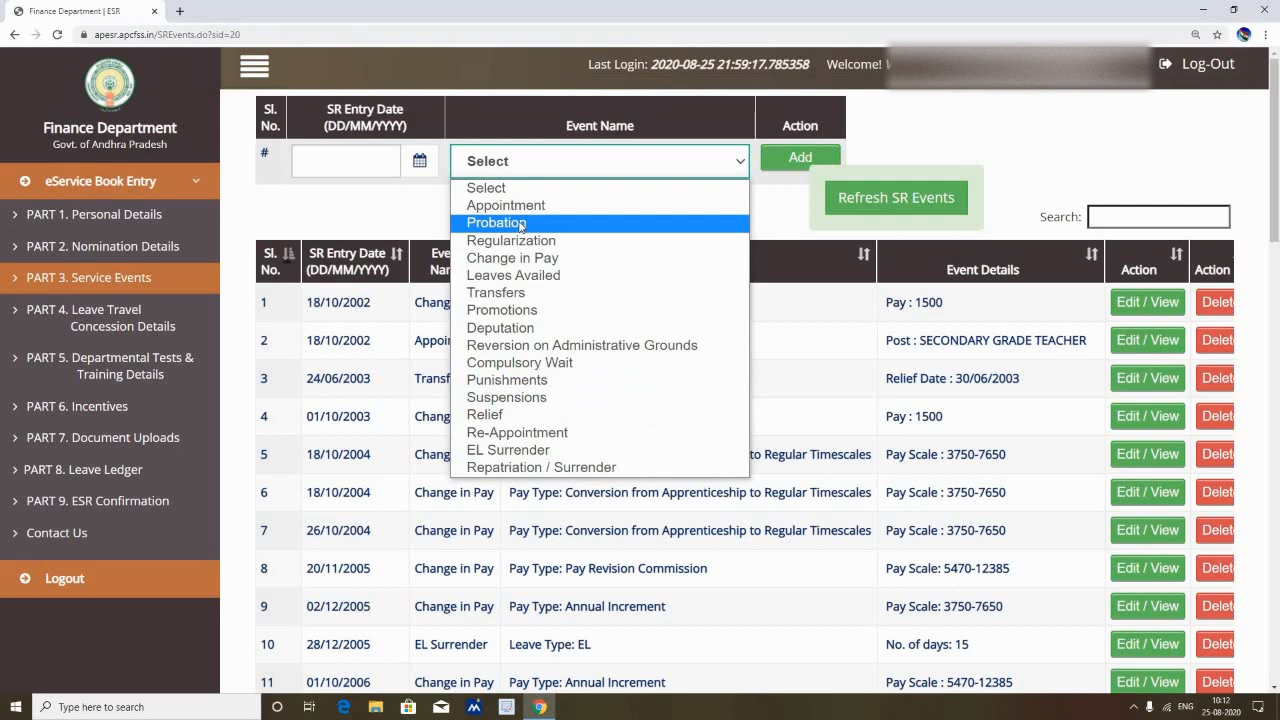 Finance Department | ESR
apesr.apcfss.in/SREvents.do?sid=20
Last Login: 2020-08-25 21:59:17.785358 Welcome!
Log-Out
Finance Department
Govt. of Andhra Pradesh
eService Book Entry
PART 1. Personal Details
PART 2. Nomination Details
PART 3. Service Events
PART 4. Leave Travel
Concession Details
PART 5. Departmental Tests &
Training Details
PART 6. Incentives
PART 7. Document Uploads
PART 8. Leave Ledger
PART 9. ESR Confirmation
Contact Us
Logout
Sl. No. SR Entry Date (DD/MM/YYYY) Event Name Action
# Select Add
Select
Appointment
Probation
Regularization
Change in Pay
Leaves Availed
Transfers
Promotions
Deputation
Reversion on Administrative Grounds
Compulsory Wait
Punishments
Suspensions
Relief
Re-Appointment
EL Surrender
Repatriation / Surrender
Refresh SR Events
Search:
Sl. No. SR Entry Date (DD/MM/YYYY) Event Details Action Action
1 18/10/2002 Change Pay : 1500 Edit / View
2 18/10/2002 Post : SECONDARY GRADE TEACHER Edit / View
3 24/06/2003 Relief Date : 30/06/2003 Edit / View
4 01/10/2003 Pay : 1500 Edit / View
5 18/10/2004 to Regular Timescales Pay Scale : 3750-7650 Edit / View
6 18/10/2004 Change in Pay Pay Type: Conversion from Apprenticeship to Regular Timescales Pay Scale : 3750-7650 Edit / View
7 26/10/2004 Change in Pay Pay Type: Conversion from Apprenticeship to Regular Timescales Pay Scale : 3750-7650 Edit / View
8 20/11/2005 Change in Pay Pay Type: Pay Revision Commission Pay Scale: 5470-12385 Edit / View
9 02/12/2005 Change in Pay Pay Type: Annual Increment Pay Scale: 3750-7650 Edit / View
10 28/12/2005 EL Surrender Leave Type: EL No. of days: 15 Edit / View
11 01/10/2006 Change in Pay Pay Type: Annual Increment Pay Scale : 5470-12385 Edit / View
Type here to search
ENG
10:12
25-08-2020